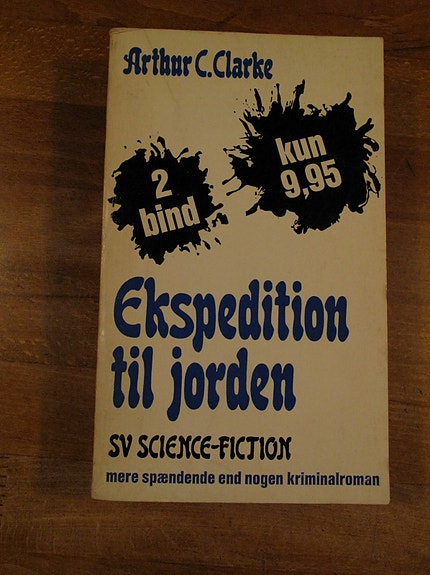 Arthur C. Clarke
2
bind
kun
9,95
Ekspedition
til jorden
SV SCIENCE-FICTION
mere spændende end nogen kriminalroman